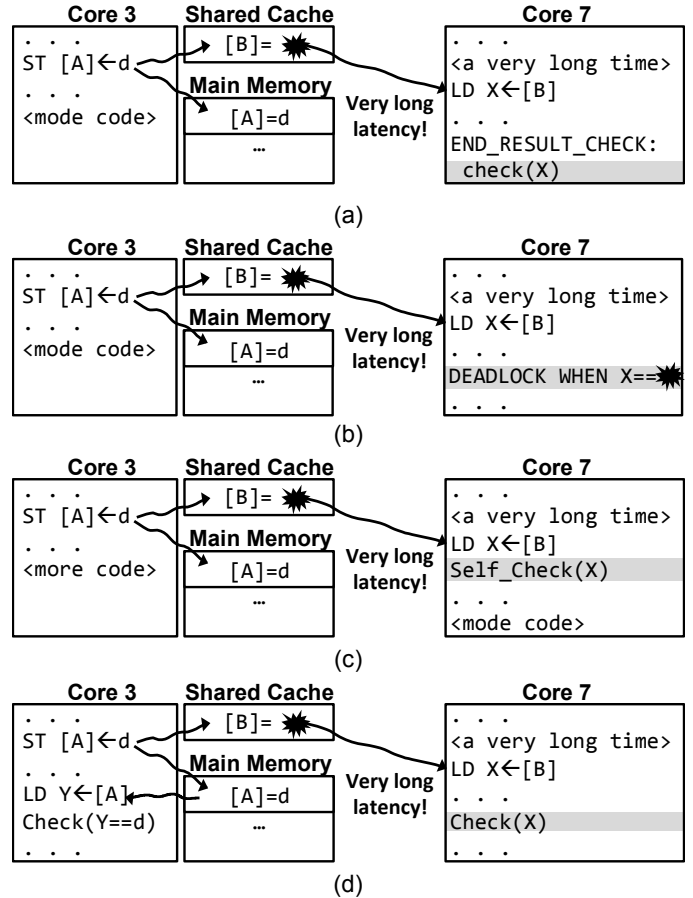 Core 3 Shared Cache Core 7
. . . [B]= . . .
ST [A]←d <a very long time>
Main Memory LD X←[B]
. . . [A]=d Very long . . .
<mode code> latency! END_RESULT_CHECK:
… check(X)
(a)
Core 3 Shared Cache Core 7
. . . [B]= . . .
ST [A]←d <a very long time>
Main Memory LD X←[B]
. . . [A]=d Very long . . .
<mode code> latency! DEADLOCK WHEN X==
… . . .
(b)
Core 3 Shared Cache Core 7
. . . [B]= . . .
ST [A]←d <a very long time>
Main Memory LD X←[B]
. . . [A]=d Very long Self_Check(X)
<more code> latency! . . .
… <mode code>
(c)
Core 3 Shared Cache Core 7
. . . [B]= . . .
ST [A]←d <a very long time>
Main Memory LD X←[B]
. . . [A]=d Very long . . .
LD Y←[A] latency!
Check(Y==d) … Check(X)
. . . . . .
(d)